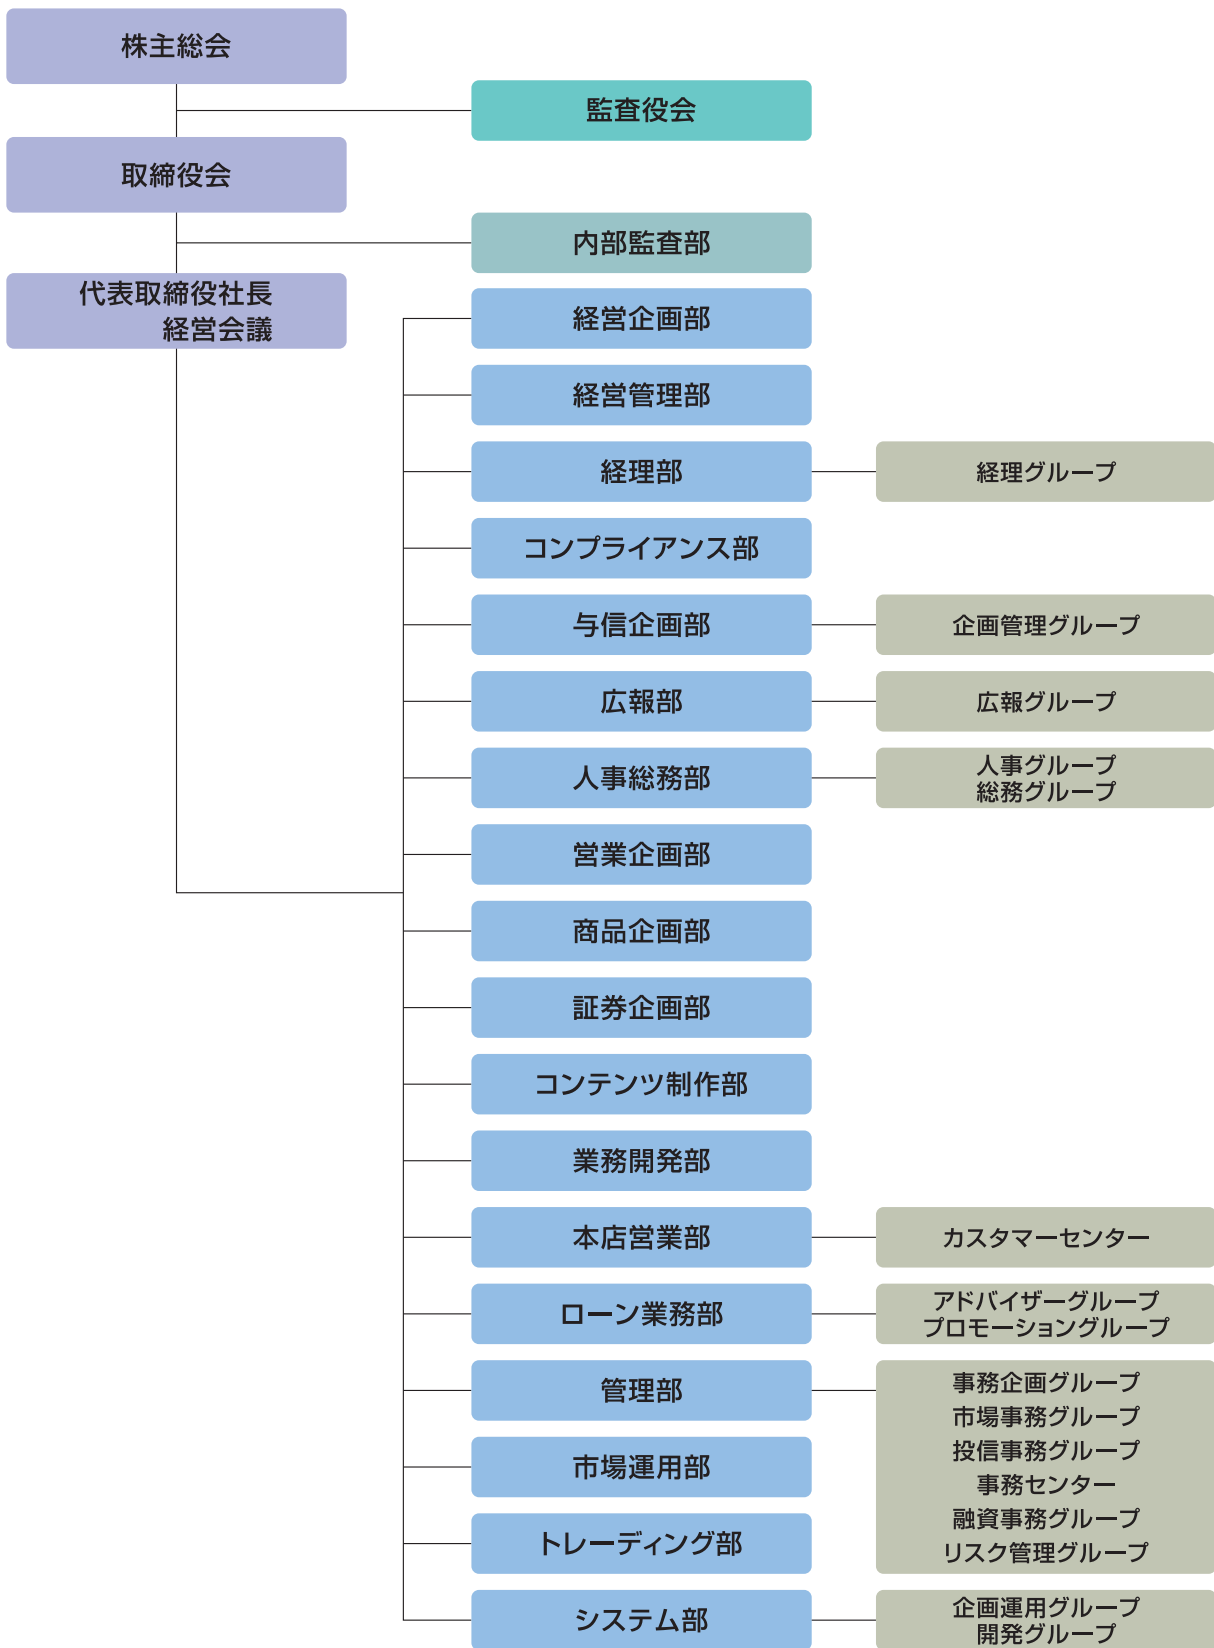 株主総会
監査役会
取締役会
内部監査部
代表取締役社長
経営会議
経営企画部
経営管理部
経理部
経理グループ
コンプライアンス部
与信企画部
企画管理グループ
広報部
広報グループ
人事総務部
人事グループ
総務グループ
営業企画部
商品企画部
証券企画部
コンテンツ制作部
業務開発部
本店営業部
カスタマーセンター
ローン業務部
アドバイザーグループ
プロモーショングループ
管理部
事務企画グループ
市場事務グループ
投信事務グループ
事務センター
融資事務グループ
リスク管理グループ
市場運用部
トレーディング部
システム部
企画運用グループ
開発グループ